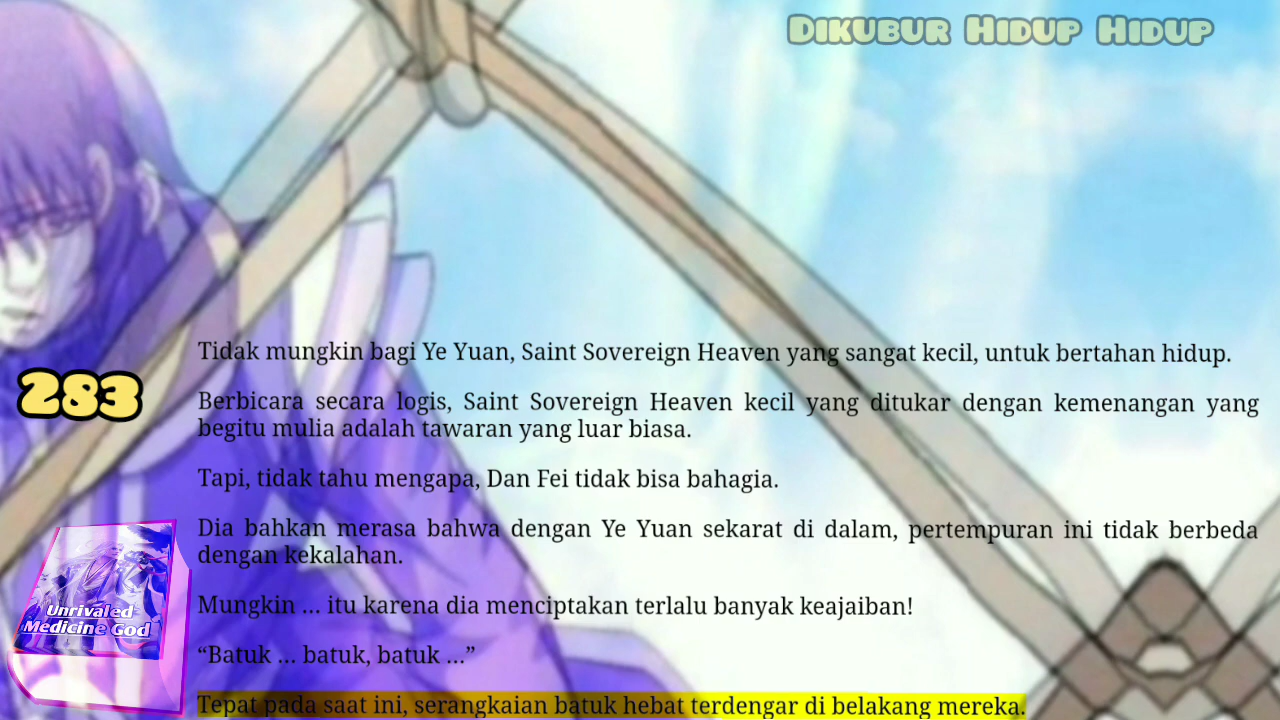 Dikubur Hidup Hidup
Tidak mungkin bagi Ye Yuan, Saint Sovereign Heaven yang sangat kecil, untuk bertahan hidup.
283
Berbicara secara logis, Saint Sovereign Heaven kecil yang ditukar dengan kemenangan yang
begitu mulia adalah tawaran yang luar biasa.
Tapi, tidak tahu mengapa, Dan Fei tidak bisa bahagia.
Dia bahkan merasa bahwa dengan Ye Yuan sekarat di dalam, pertempuran ini tidak berbeda
dengan kekalahan.
Mungkin ... itu karena dia menciptakan terlalu banyak keajaiban!
Unrivaled
Medicine God
“Batuk ... batuk, batuk ...”
Tepat pada saat ini, serangkaian batuk hebat terdengar di belakang mereka.